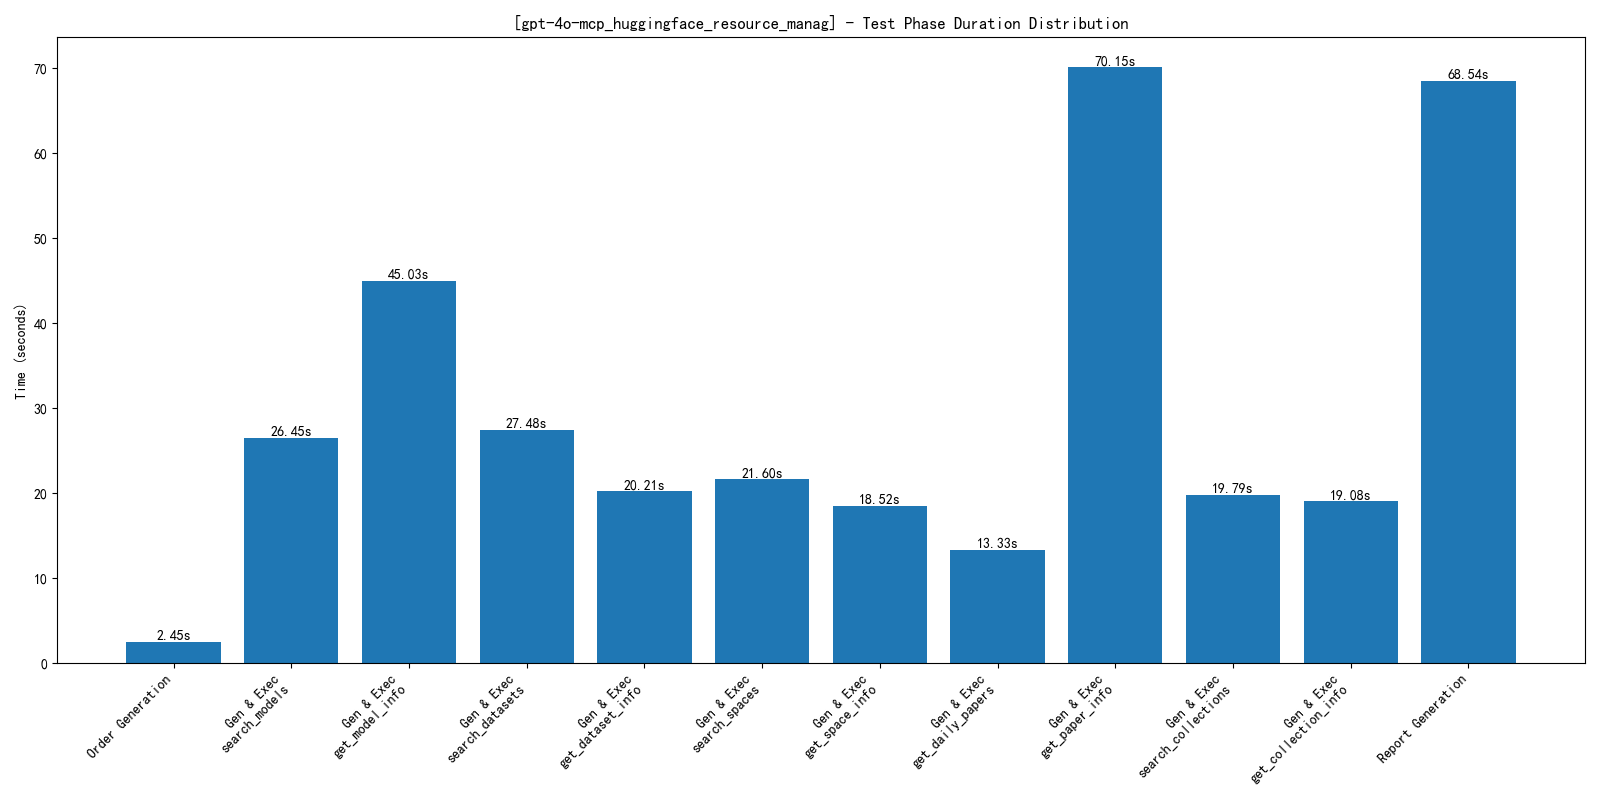 [gpt-4o-mcp_huggingface_resource_manag] - Test Phase Duration Distribution
Time (seconds)
70
60
50
40
30
20
10
0
2.45s
26.45s
45.03s
27.48s
20.21s
21.60s
18.52s
13.33s
70.15s
19.79s
19.08s
68.54s
Order Generation
Gen & Exec
search_models
Gen & Exec
get_model_info
Gen & Exec
search_datasets
Gen & Exec
get_dataset_info
Gen & Exec
search_spaces
Gen & Exec
get_space_info
Gen & Exec
get_daily_papers
Gen & Exec
get_paper_info
Gen & Exec
search_collections
Gen & Exec
get_collection_info
Report Generation